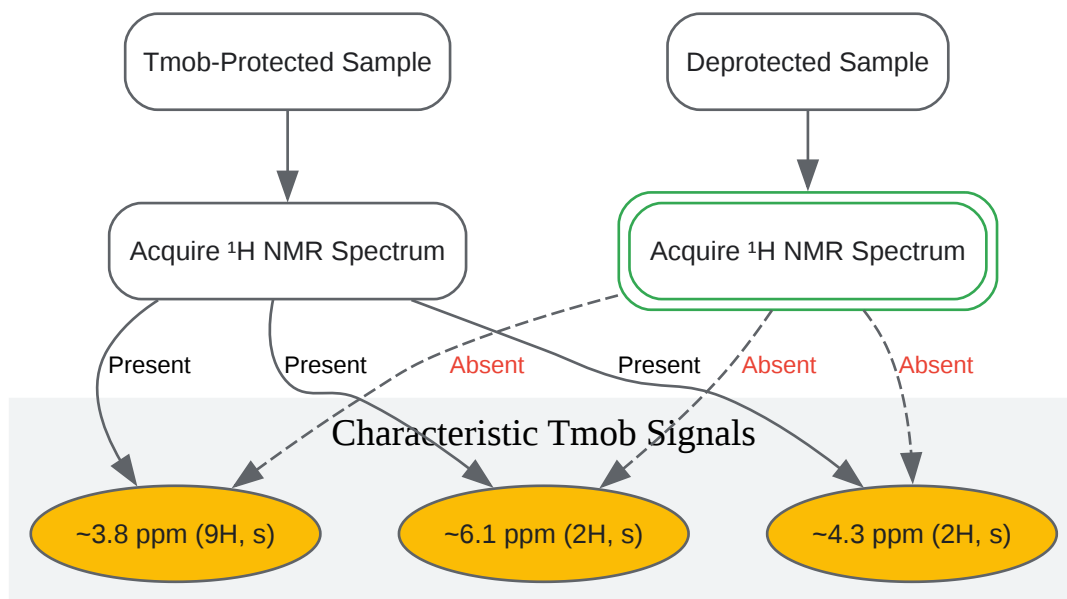 Tmob-Protected Sample
Deprotected Sample
Acquire ¹H NMR Spectrum
Acquire ¹H NMR Spectrum
Present
Present
Absent
Present
Absent
Absent
Characteristic Tmob Signals
~3.8 ppm (9H, s)
~6.1 ppm (2H, s)
~4.3 ppm (2H, s)